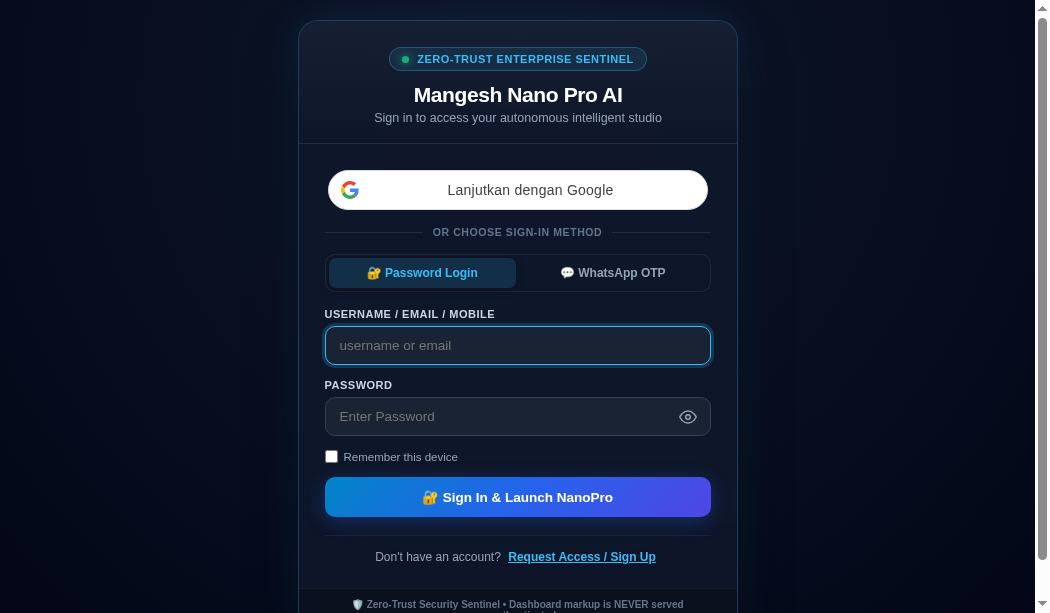 ZERO-TRUST ENTERPRISE SENTINEL
Mangesh Nano Pro AI
Sign in to access your autonomous intelligent studio
Lanjutkan dengan Google
OR CHOOSE SIGN-IN METHOD
🔐 Password Login
💬 WhatsApp OTP
USERNAME / EMAIL / MOBILE
username or email
PASSWORD
Enter Password
Remember this device
🔐 Sign In & Launch NanoPro
Don't have an account? Request Access / Sign Up
🛡️ Zero-Trust Security Sentinel • Dashboard markup is NEVER served